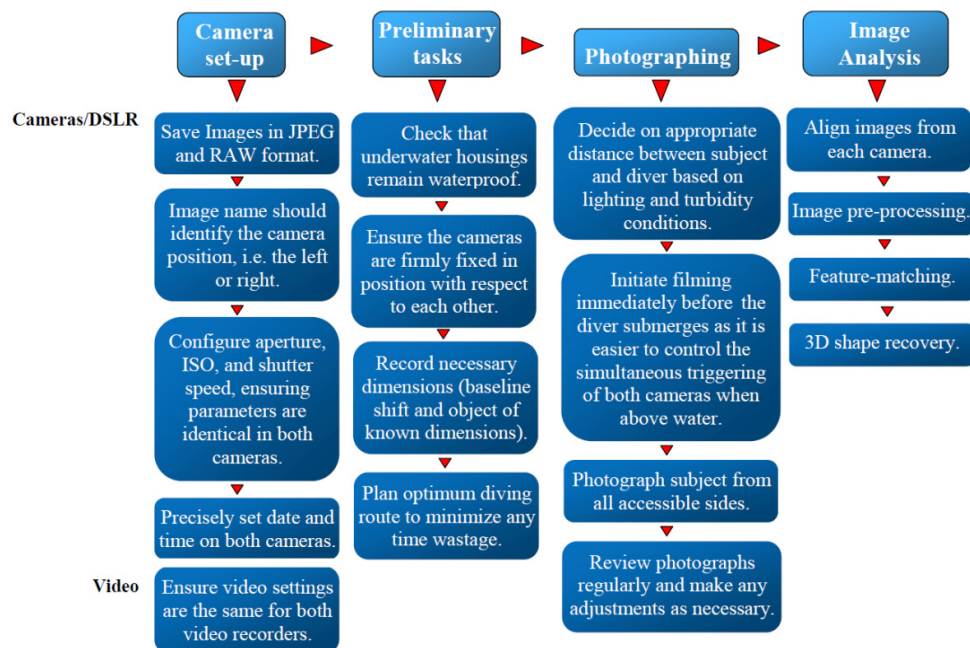 Camera
set-up
Preliminary
tasks
Photographing
Image
Analysis
Cameras/DSLR
Save Images in JPEG
and RAW format.
Image name should
identify the camera
position, i.e. the left
or right.
Configure aperture,
ISO, and shutter
speed, ensuring
parameters are
identical in both
cameras.
Precisely set date and
time on both cameras.
Video
Ensure video settings
are the same for both
video recorders.
Check that
underwater housings
remain waterproof.
Ensure the cameras
are firmly fixed in
position with respect
to each other.
Record necessary
dimensions (baseline
shift and object of
known dimensions).
Plan optimum diving
route to minimize any
time wastage.
Decide on appropriate
distance between subject
and diver based on
lighting and turbidity
conditions.
Initiate filming
immediately before the
diver submerges as it is
easier to control the
simultaneous triggering
of both cameras when
above water.
Photograph subject from
all accessible sides.
Review photographs
regularly and make any
adjustments as necessary.
Align images from
each camera.
Image pre-processing.
Feature-matching.
3D shape recovery.